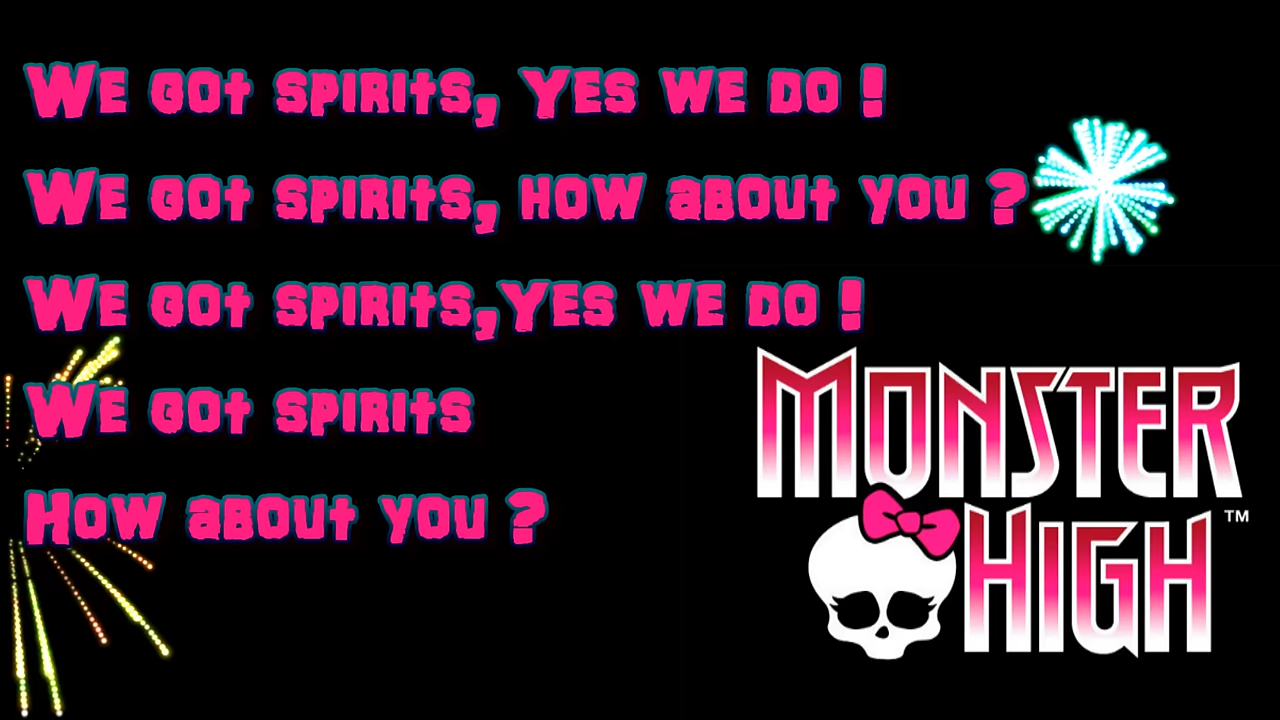 We got spirits, Yes we do !
We got spirits, how about you ?
We got spirits,Yes we do !
We got spirits
How about you ?
Monster
High™